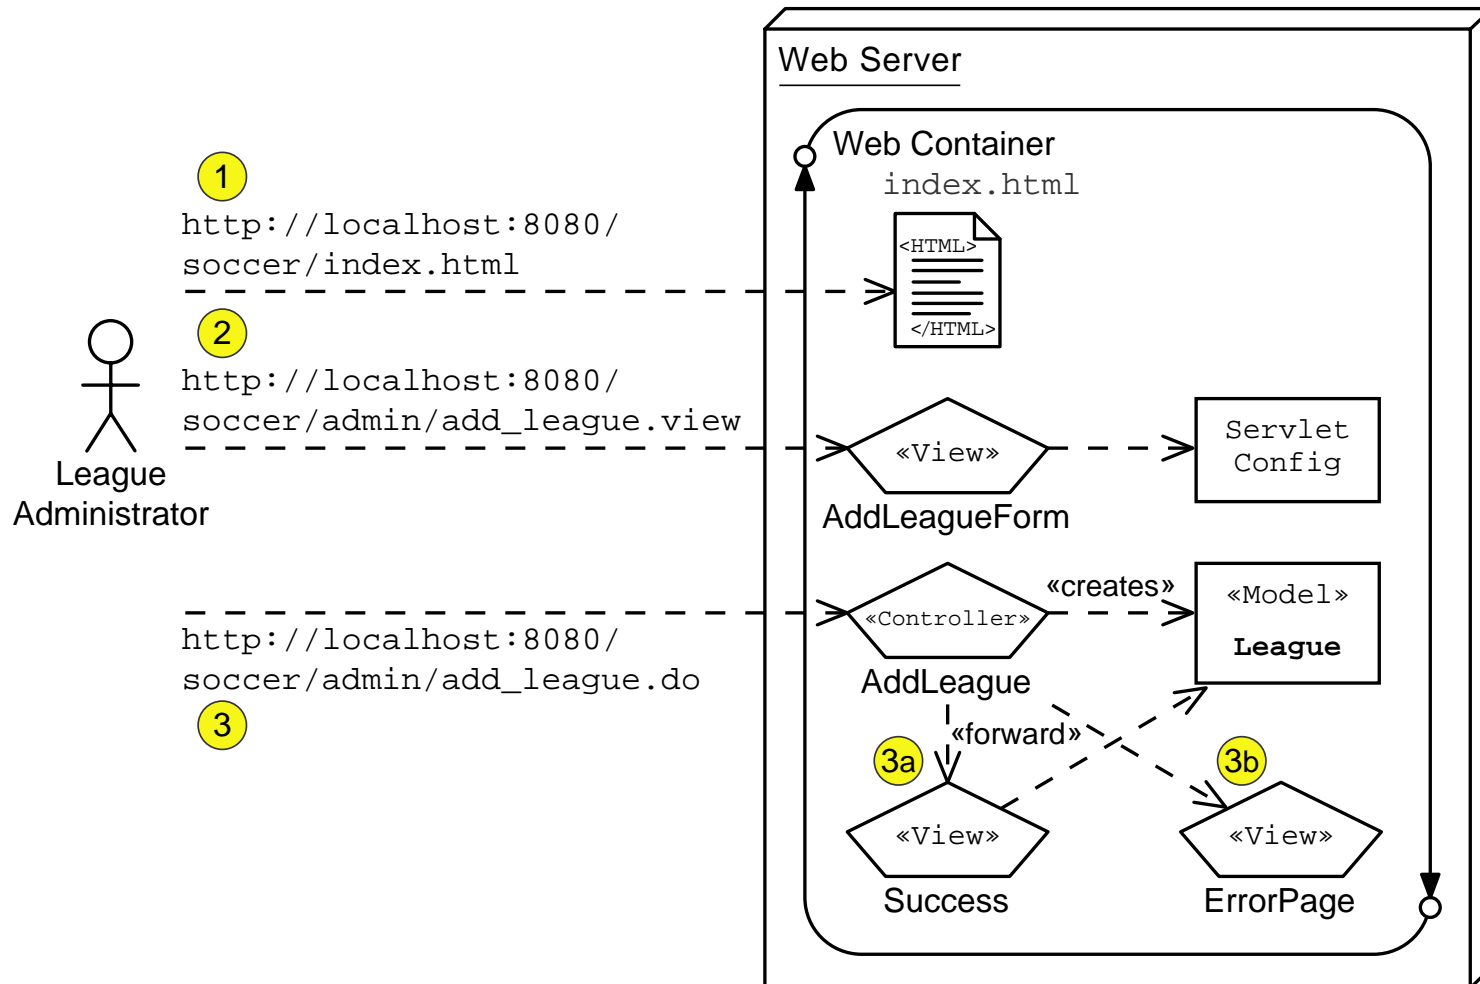 Web Server
Web Container
index.html
<HTML>
</HTML>
1
http://localhost:8080/
soccer/index.html
2
http://localhost:8080/
soccer/admin/add_league.view
League
Administrator
«View»
AddLeagueForm
Servlet
Config
http://localhost:8080/
soccer/admin/add_league.do
3
«Controller»
AddLeague
«creates»
«Model»
League
«forward»
3a
3b
«View»
Success
«View»
ErrorPage